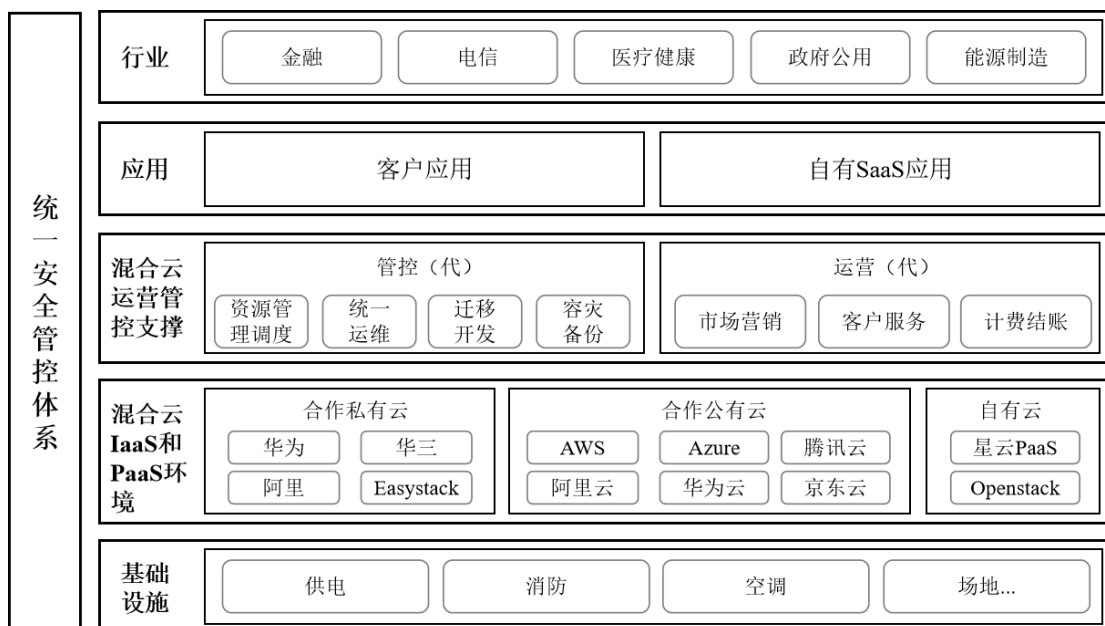 统一安全管控体系
行业
金融
电信
医疗健康
政府公用
能源制造
应用
客户应用
自有SaaS应用
混合云
运营管
控支撑
管控（代）
资源管
理调度
统一
运维
迁移
开发
容灾
备份
运营（代）
市场营销
客户服务
计费结账
混合云
IaaS和
PaaS环
境
合作私有云
华为
华三
阿里
Easystack
合作公有云
AWS
Azure
腾讯云
阿里云
华为云
京东云
自有云
星云PaaS
Openstack
基础
设施
供电
消防
空调
场地...